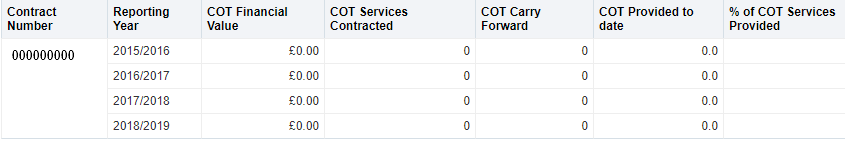 Contract Number Reporting Year COT Financial Value COT Services Contracted COT Carry Forward COT Provided to date % of COT Services Provided
000000000 2015/2016 £0.00 0 0 0.0
2016/2017 £0.00 0 0 0.0
2017/2018 £0.00 0 0 0.0
2018/2019 £0.00 0 0 0.0